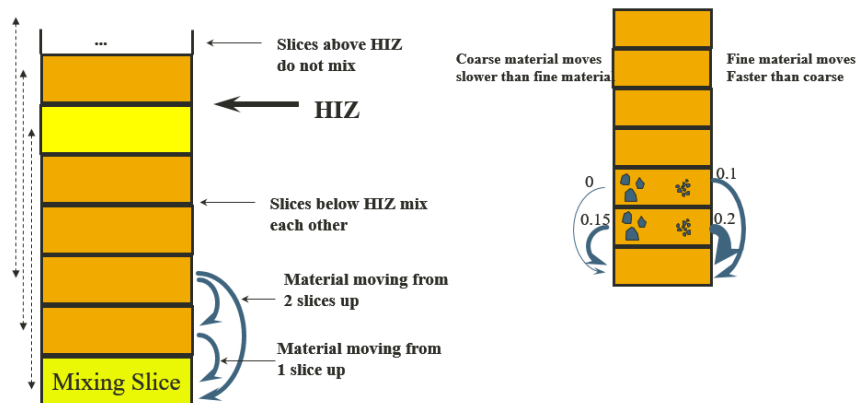 ...
Slices above HIZ
do not mix
HIZ
Slices below HIZ mix
each other
Material moving from
2 slices up
Material moving from
1 slice up
Mixing Slice
Coarse material moves
slower than fine material
Fine material moves
Faster than coarse
0
0.1
0.15
0.2